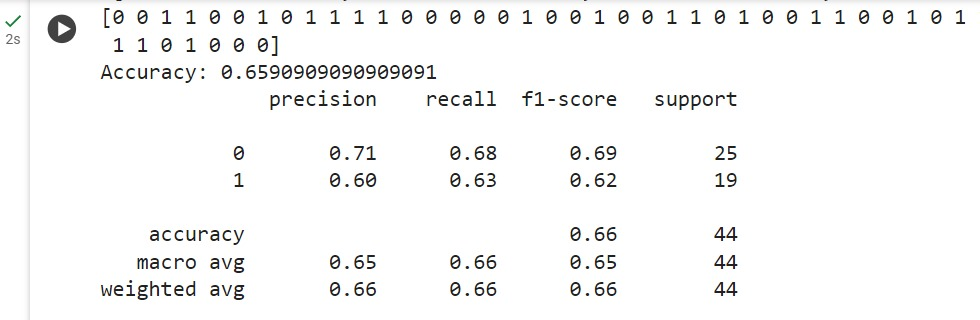 [0 0 1 1 0 0 1 0 1 1 1 1 0 0 0 0 0 1 0 0 1 0 0 1 1 0 1 0 0 1 1 0 0 1 0 1
1 1 0 1 0 0 0]
2s
Accuracy: 0.6590909090909091
precision recall f1-score support
0 0.71 0.68 0.69 25
1 0.60 0.63 0.62 19
accuracy 0.66 44
macro avg 0.65 0.66 0.65 44
weighted avg 0.66 0.66 0.66 44